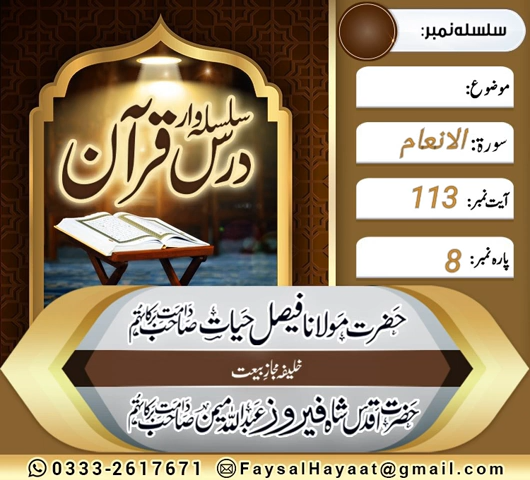 سلسلہ وار
درس قرآن
سلسلہ نمبر:
موضوع:
سورۃ: الانعام
آیت نمبر: 113
پارہ نمبر: 8
حضرت مولانا فیصل حیات صاحب دامت برکاتہم
خلیفہ مجاز بیعت
حضرت اقدس شاہ فیروز عبداللہ میمن صاحب دامت برکاتہم
0333-2617671 FaysalHayaat@gmail.com